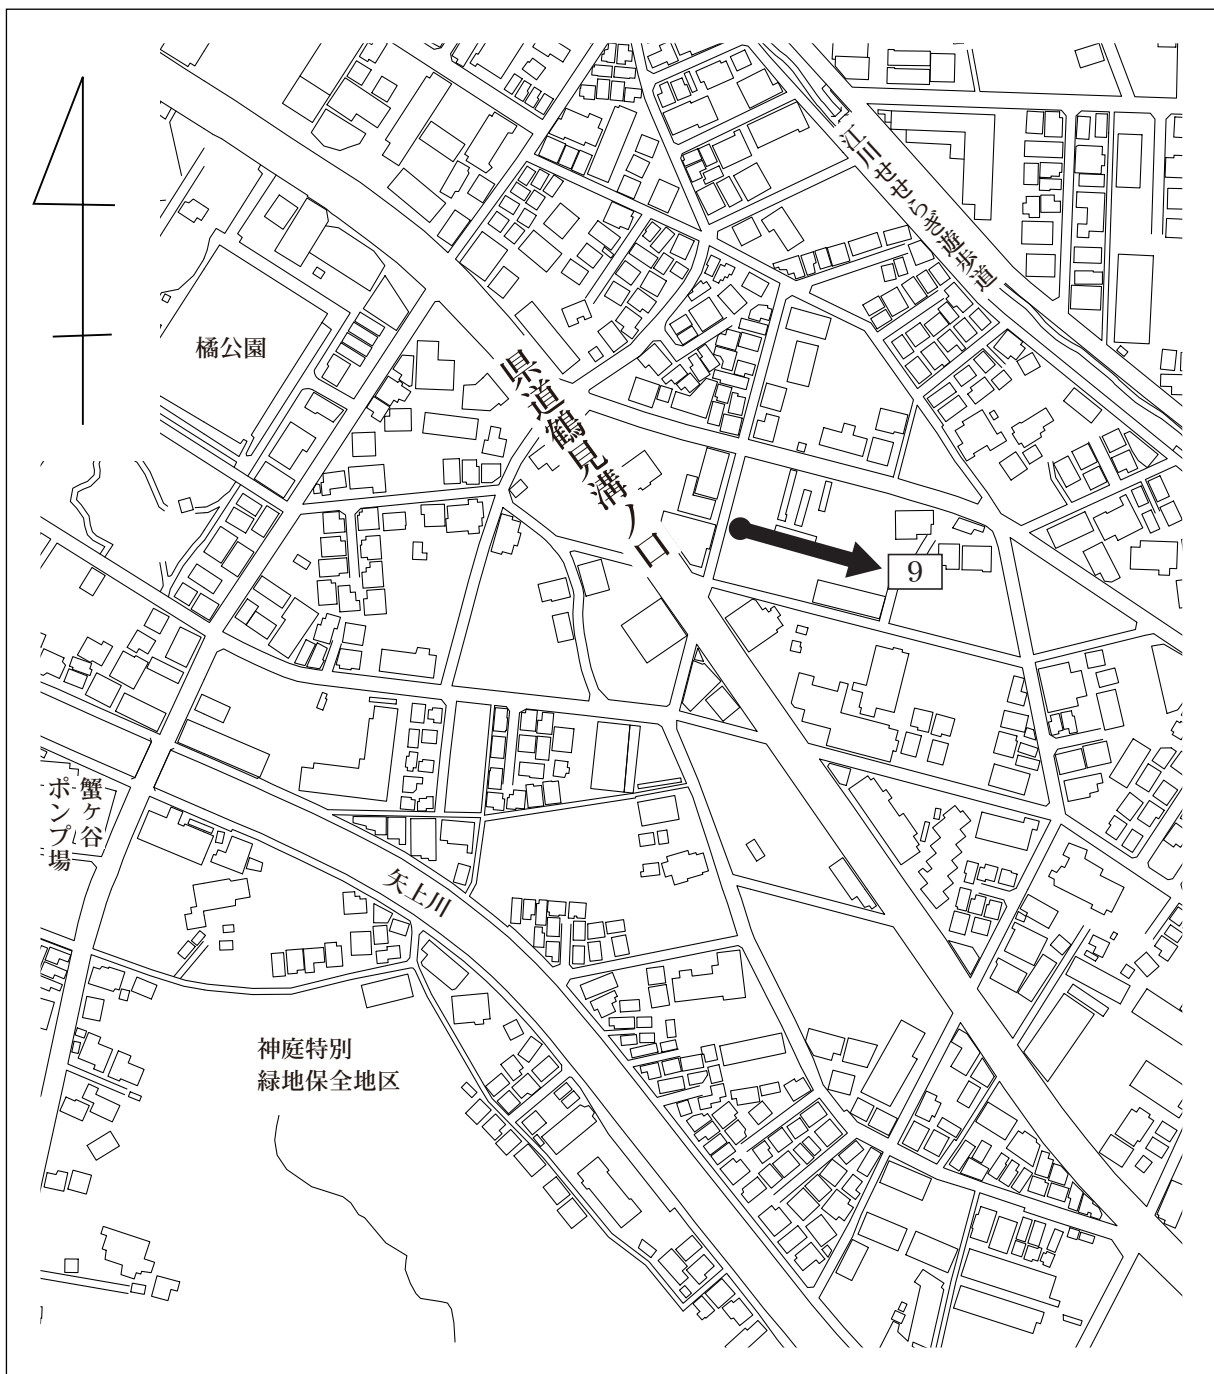 江川せせらぎ遊歩道
橘公園
県道鶴見溝ノ口
9
蟹ヶ谷
ポンプ場
矢上川
神庭特別
緑地保全地区